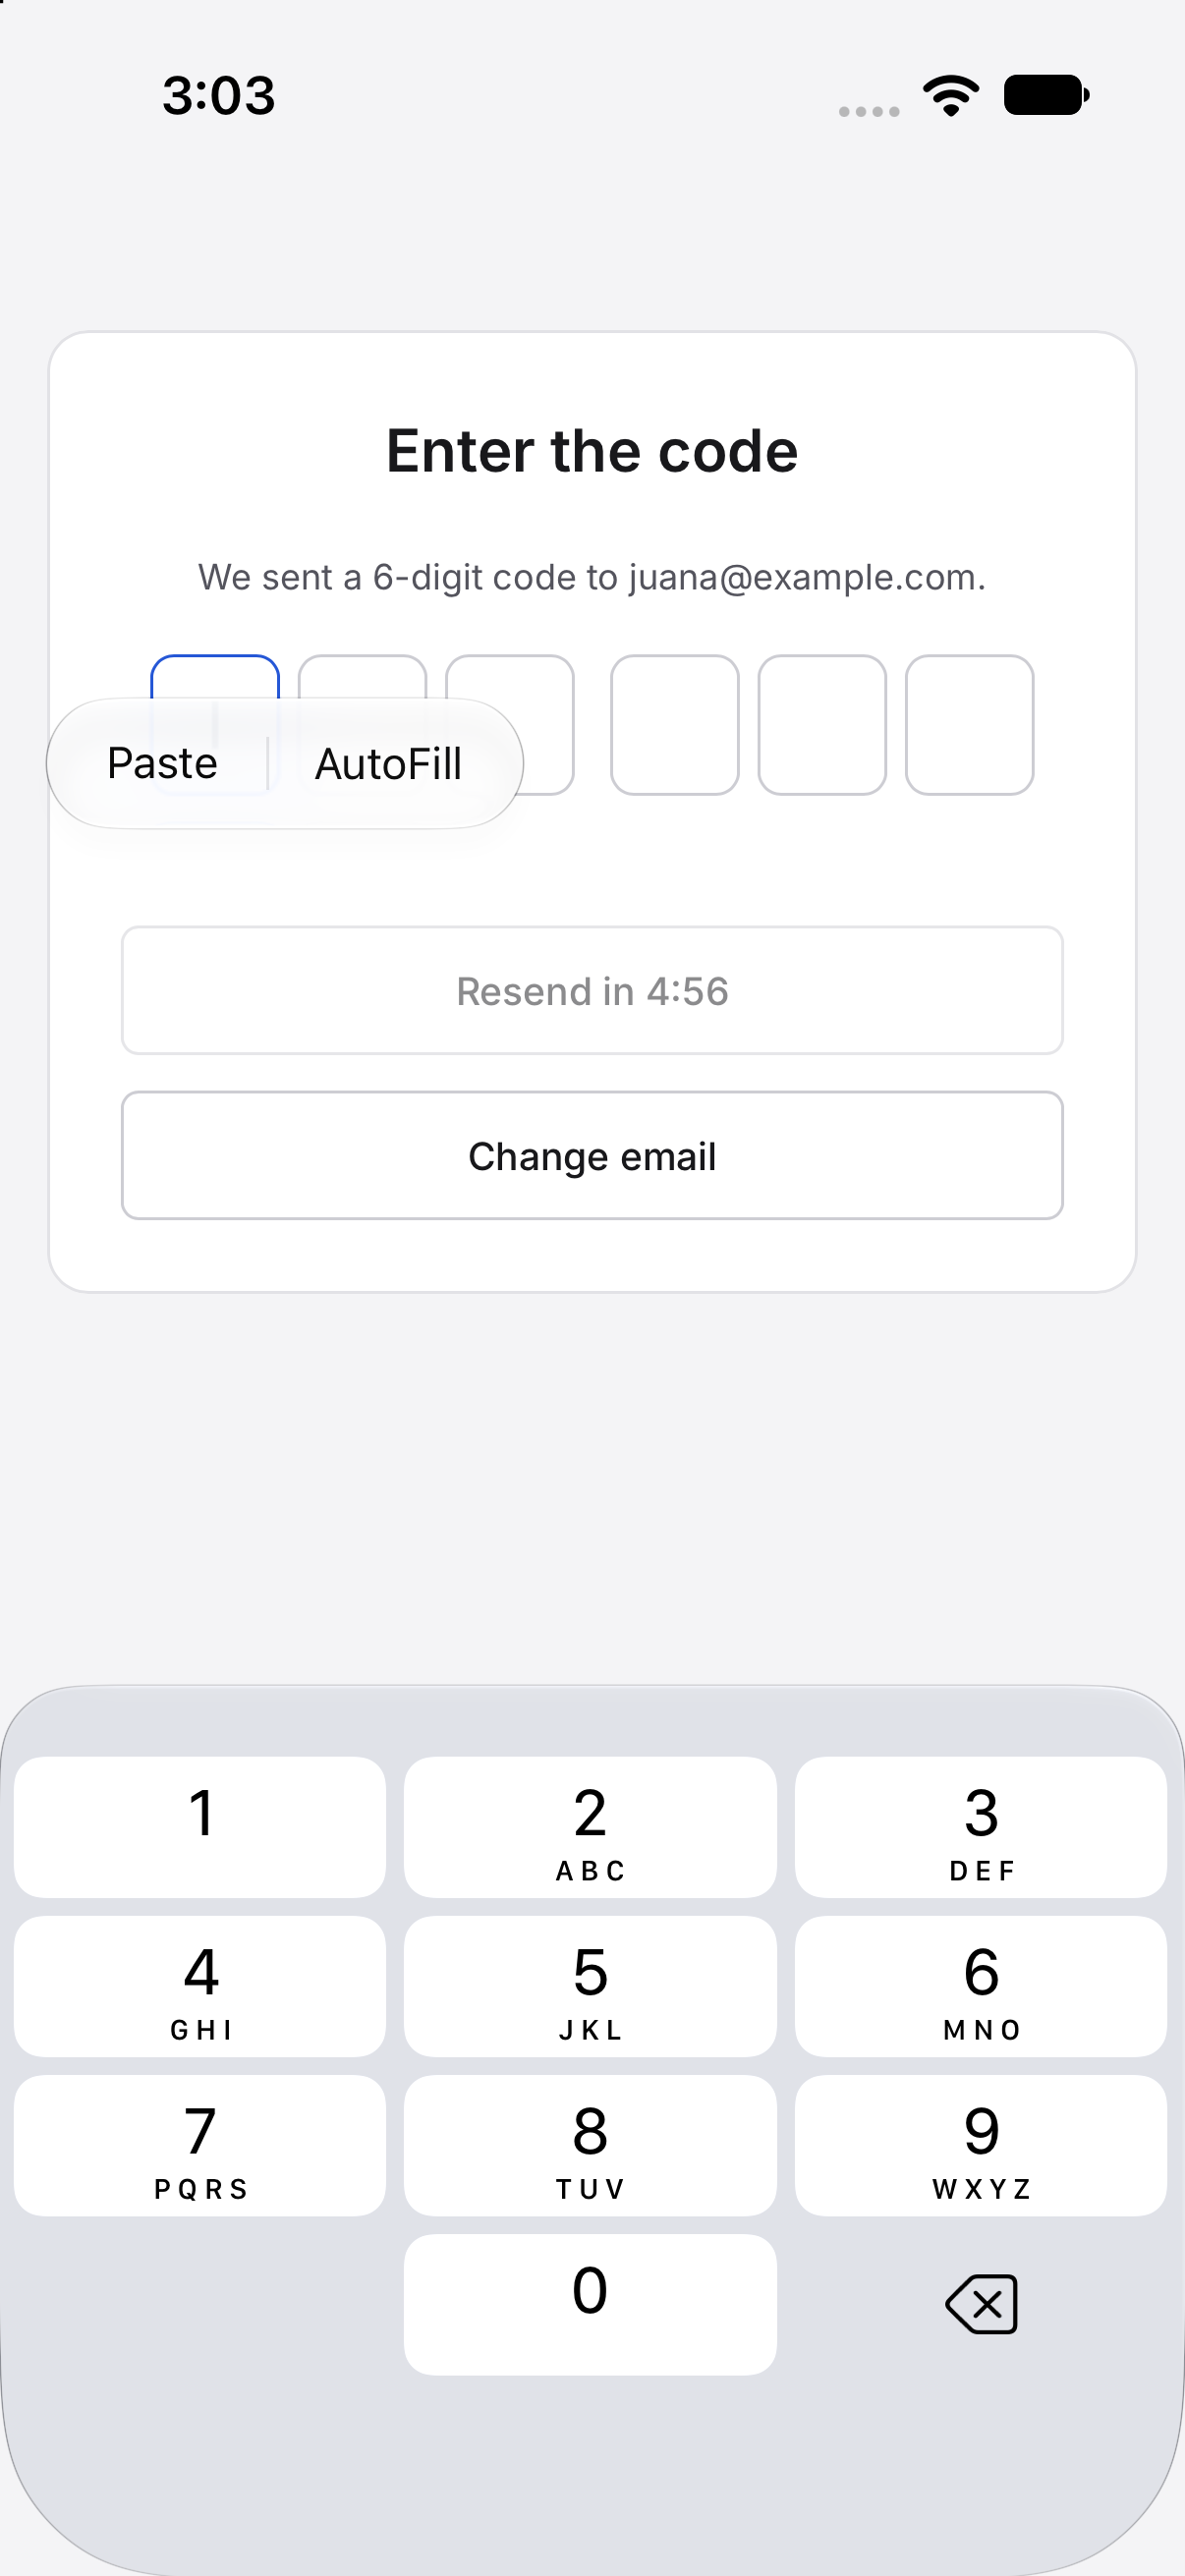 3:03
Enter the code
We sent a 6-digit code to juana@example.com.
Paste AutoFill
Resend in 4:56
Change email
1 2 3
ABC DEF
4 5 6
GHI JKL MNO
7 8 9
PQRS TUV WXYZ
0